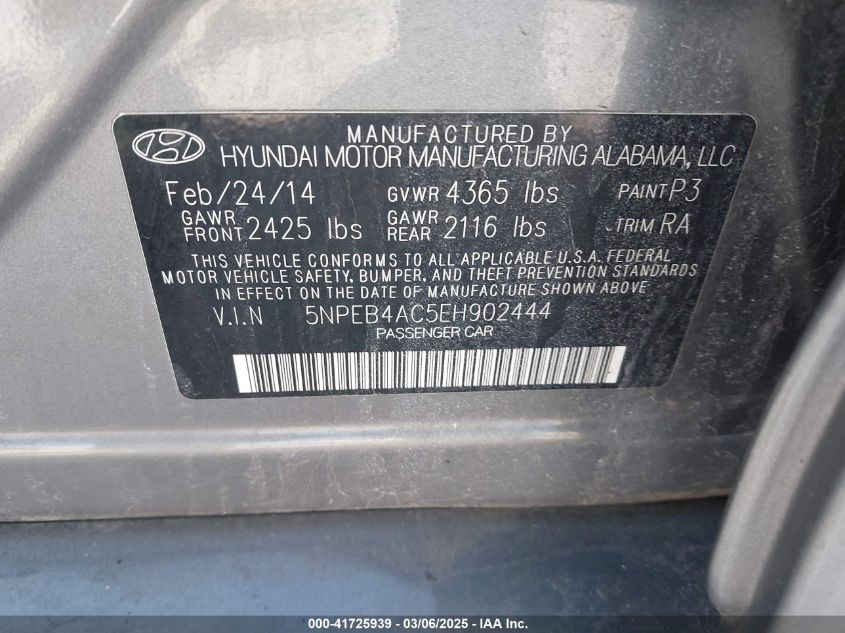 MANUFACTURED BY
HYUNDAI MOTOR MANUFACTURING ALABAMA, LLC
Feb/24/14 GVWR 4365 lbs PAINT P3
GAWR FRONT 2425 lbs GAWR REAR 2116 lbs TRIM RA
THIS VEHICLE CONFORMS TO ALL APPLICABLE U.S.A. FEDERAL
MOTOR VEHICLE SAFETY, BUMPER, AND THEFT PREVENTION STANDARDS
IN EFFECT ON THE DATE OF MANUFACTURE SHOWN ABOVE
V.I.N 5NPEB4AC5EH902444
PASSENGER CAR
000-41725939 - 03/06/2025 - IAA Inc.